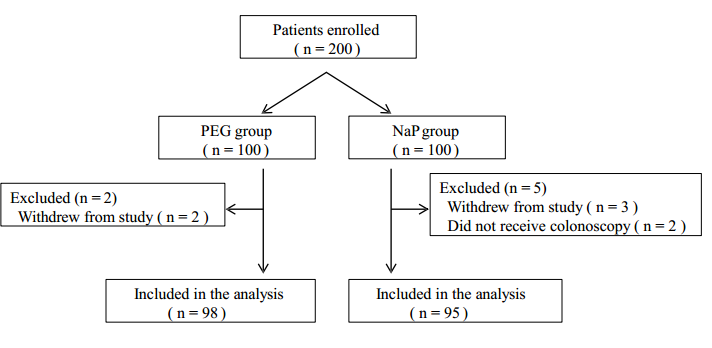 Patients enrolled
( n = 200 )
PEG group
( n = 100 )
NaP group
( n = 100 )
Excluded (n = 2)
Withdrew from study ( n = 2 )
Excluded (n = 5)
Withdrew from study ( n = 3 )
Did not receive colonoscopy ( n = 2 )
Included in the analysis
( n = 98 )
Included in the analysis
( n = 95 )